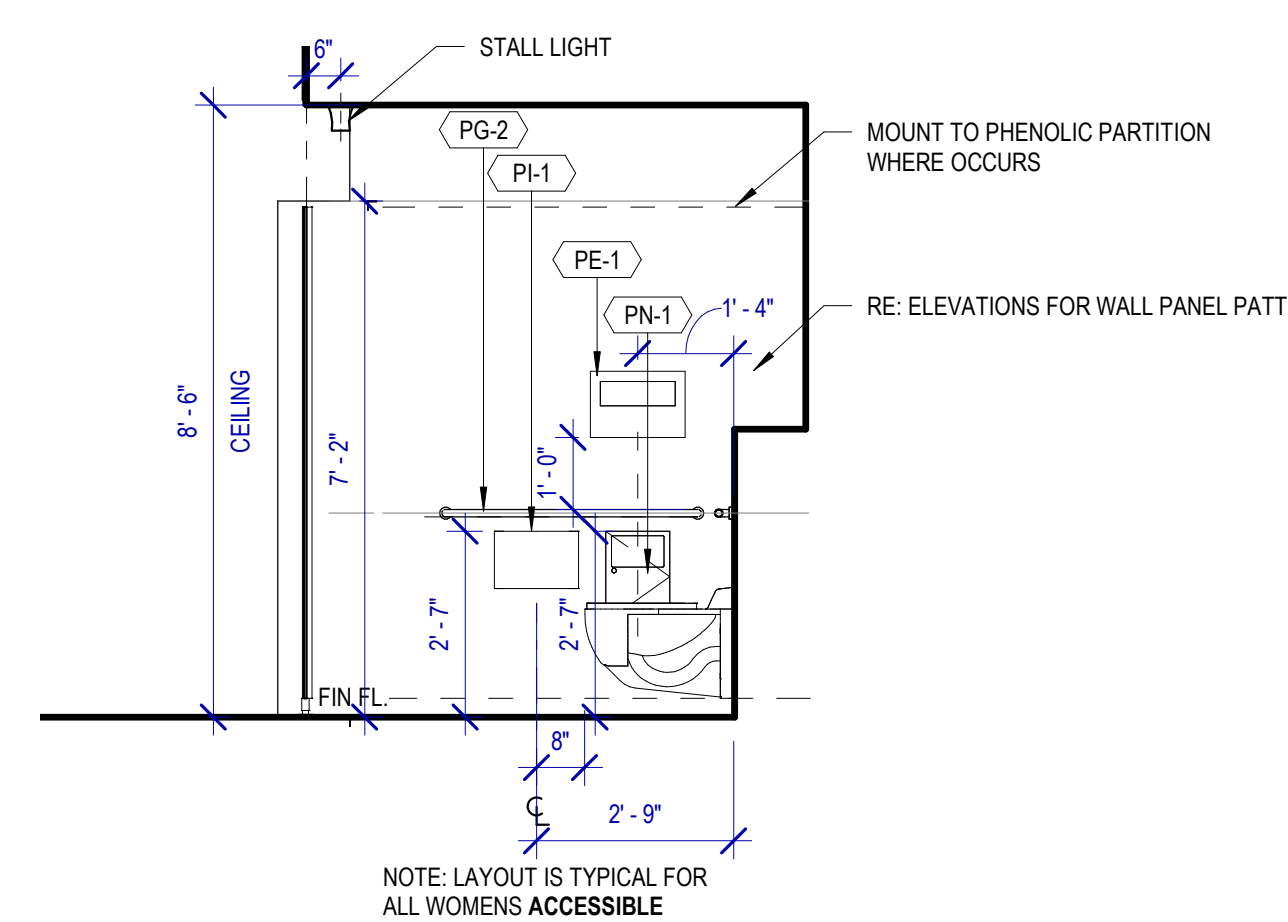 6"
STALL LIGHT
PG-2
MOUNT TO PHENOLIC PARTITION
WHERE OCCURS
PI-1
PE-1
PN-1
1' - 4"
RE: ELEVATIONS FOR WALL PANEL PATT
8' - 6"
CEILING
7' - 2"
1' - 0"
2' - 7"
2' - 7"
FIN FL.
8"
CL
2' - 9"
NOTE: LAYOUT IS TYPICAL FOR
ALL WOMENS ACCESSIBLE